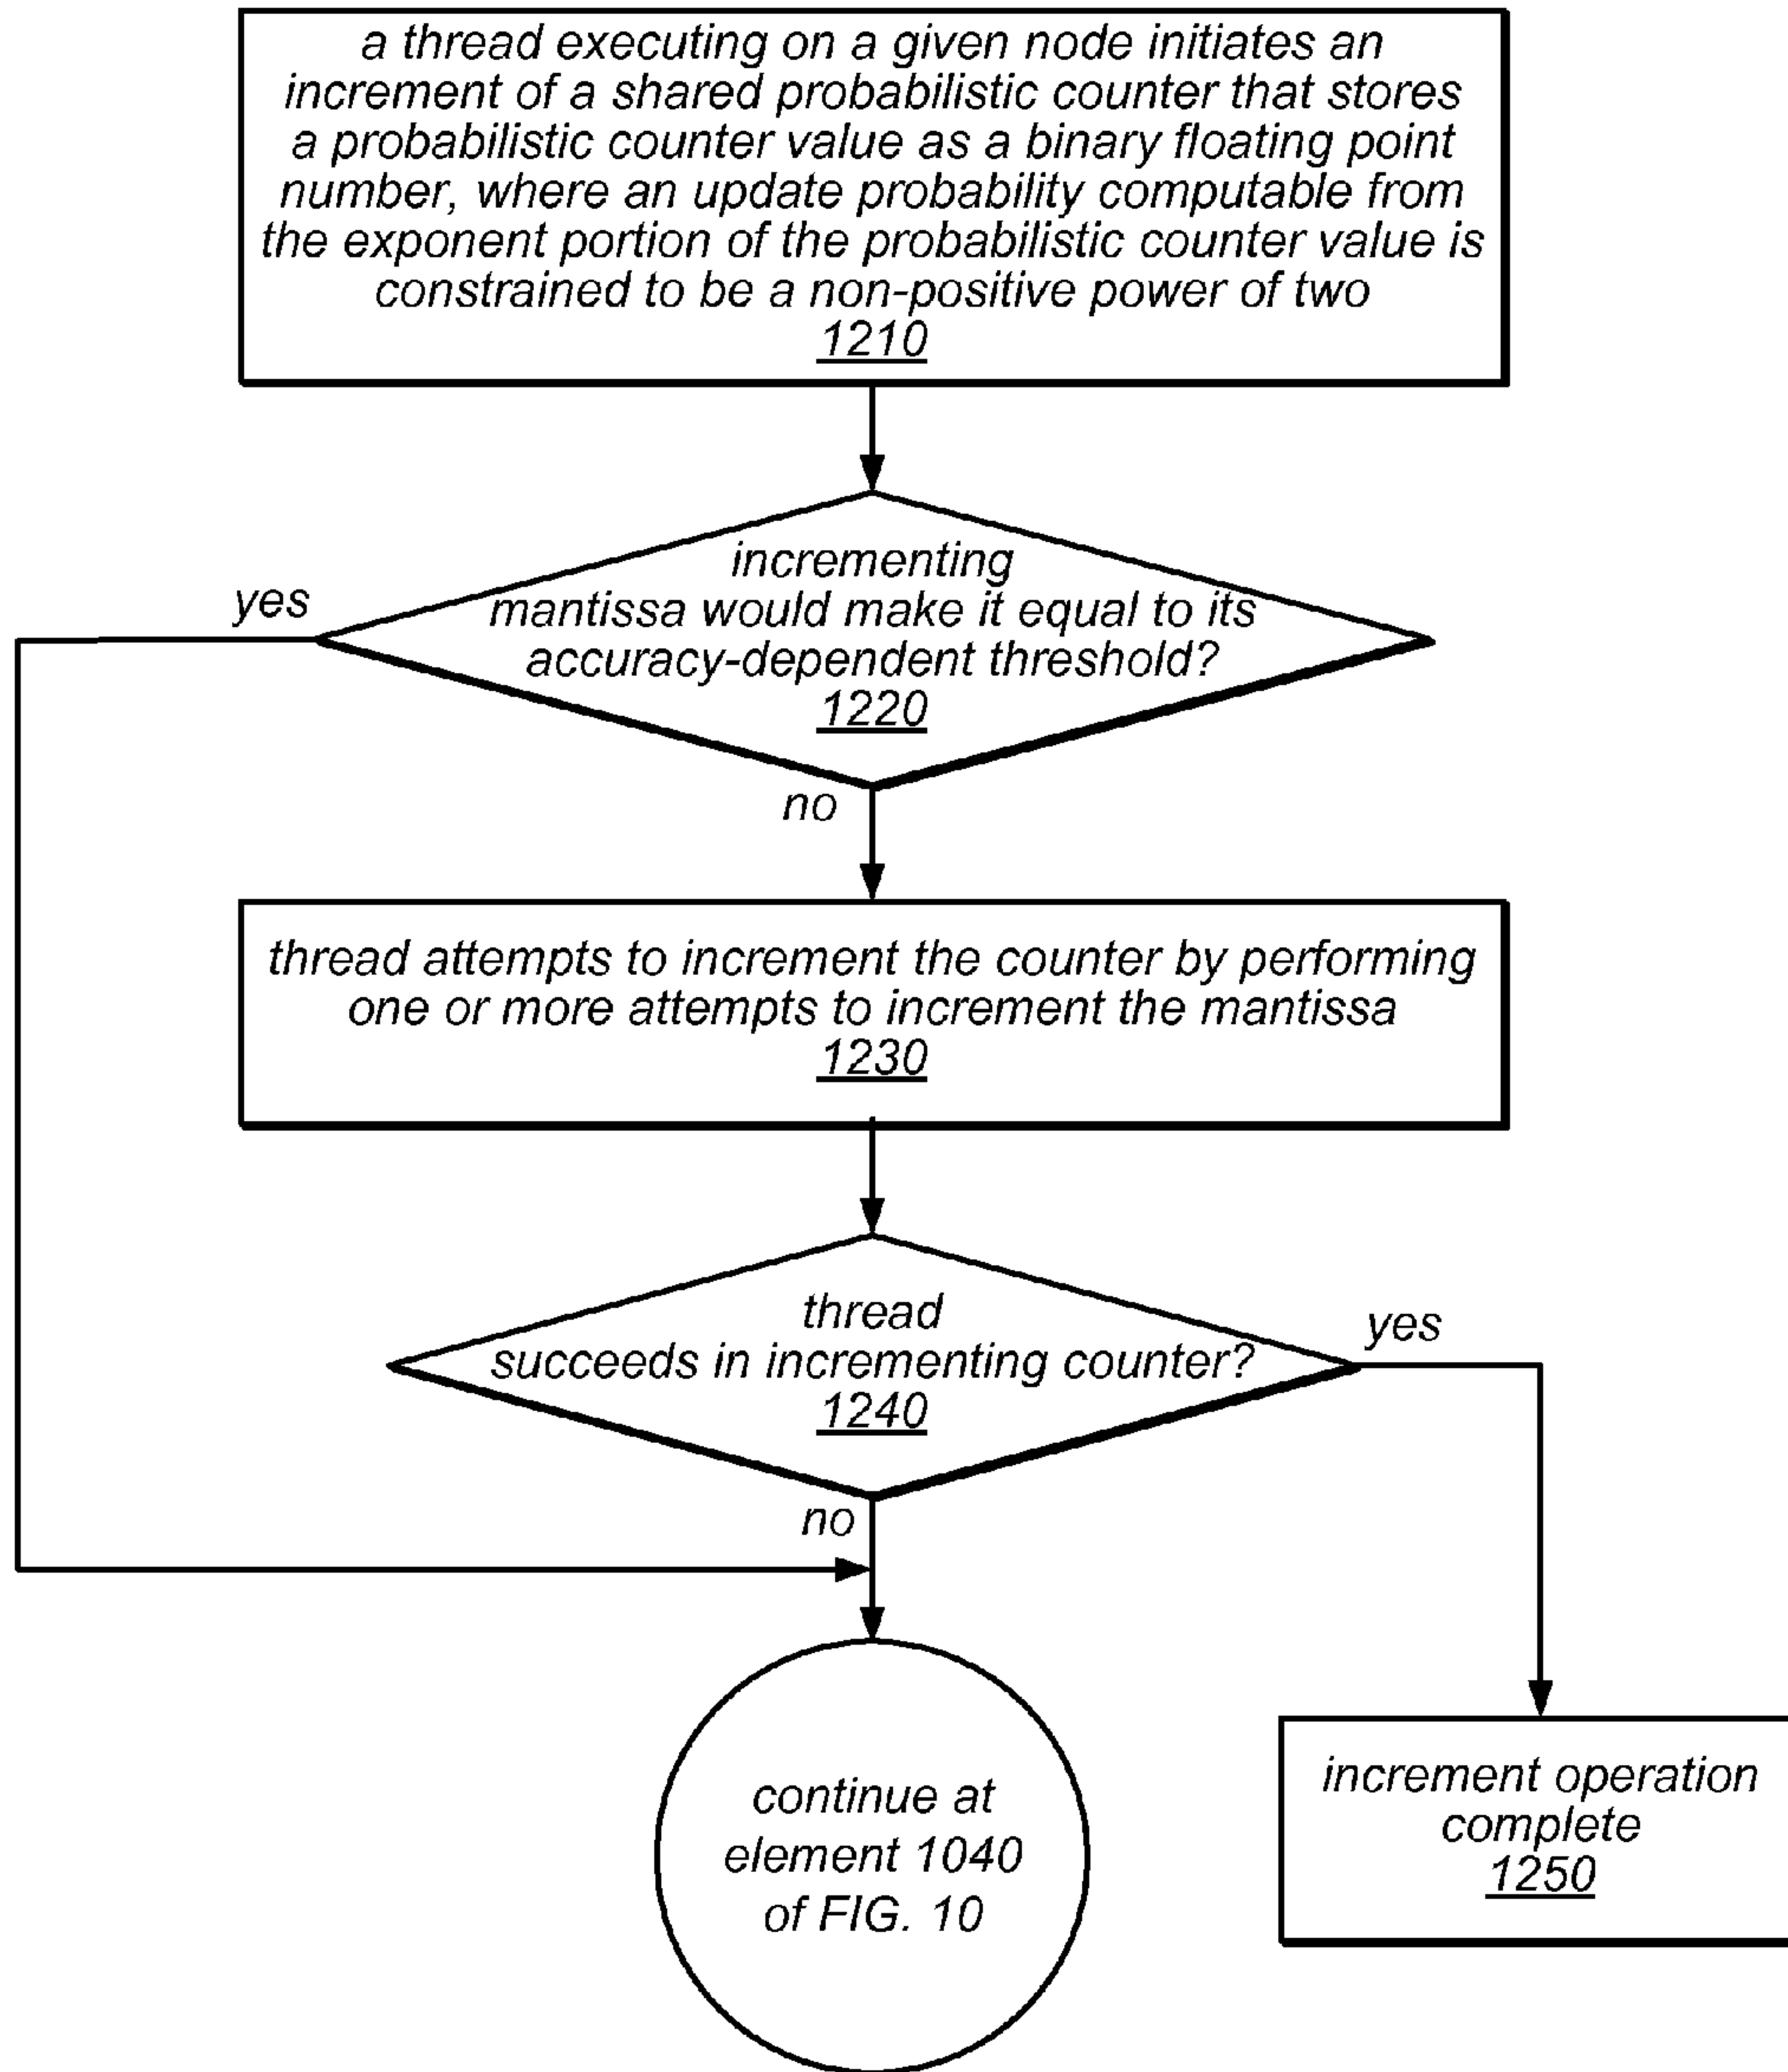 a thread executing on a given node initiates an
increment of a shared probabilistic counter that stores
a probabilistic counter value as a binary floating point
number, where an update probability computable from
the exponent portion of the probabilistic counter value is
constrained to be a non-positive power of two
1210
incrementing
mantissa would make it equal to its
accuracy-dependent threshold?
1220
yes
no
thread attempts to increment the counter by performing
one or more attempts to increment the mantissa
1230
thread
succeeds in incrementing counter?
1240
yes
no
continue at
element 1040
of FIG. 10
increment operation
complete
1250